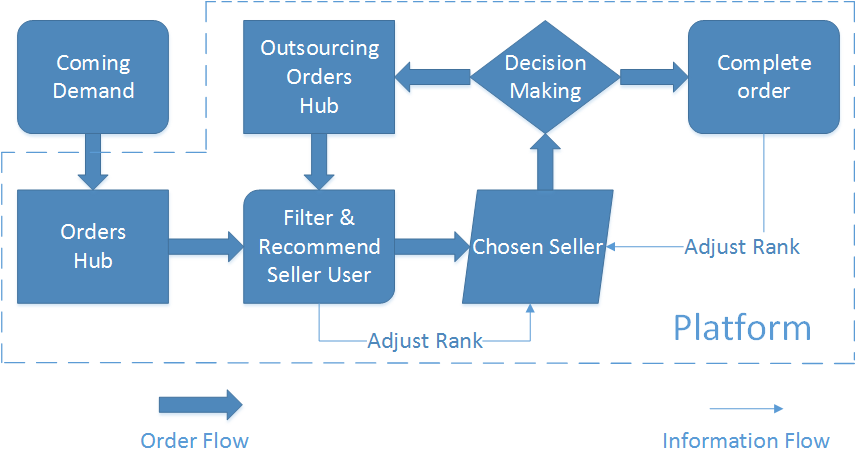 Coming
Demand
Outsourcing
Orders
Hub
Decision
Making
Complete
order
Orders
Hub
Filter &
Recommend
Seller User
Chosen Seller
Adjust Rank
Adjust Rank
Platform
Order Flow
Information Flow